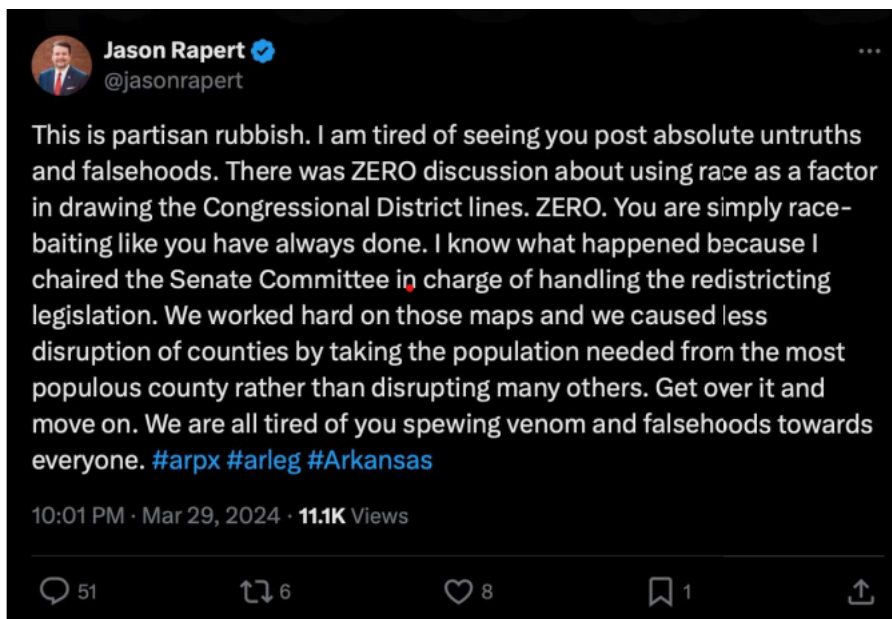 Jason Rapert
@jasonrapert
This is partisan rubbish. I am tired of seeing you post absolute untruths
and falsehoods. There was ZERO discussion about using race as a factor
in drawing the Congressional District lines. ZERO. You are simply race-
baiting like you have always done. I know what happened because I
chaired the Senate Committee in charge of handling the redistricting
legislation. We worked hard on those maps and we caused less
disruption of counties by taking the population needed from the most
populous county rather than disrupting many others. Get over it and
move on. We are all tired of you spewing venom and falsehoods towards
everyone. #arpx #arleg #Arkansas
10:01 PM · Mar 29, 2024 · 11.1K Views
51 6 8 1